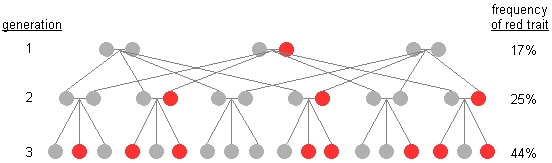 generation
frequency
of red trait
1
17%
2
25%
3
44%